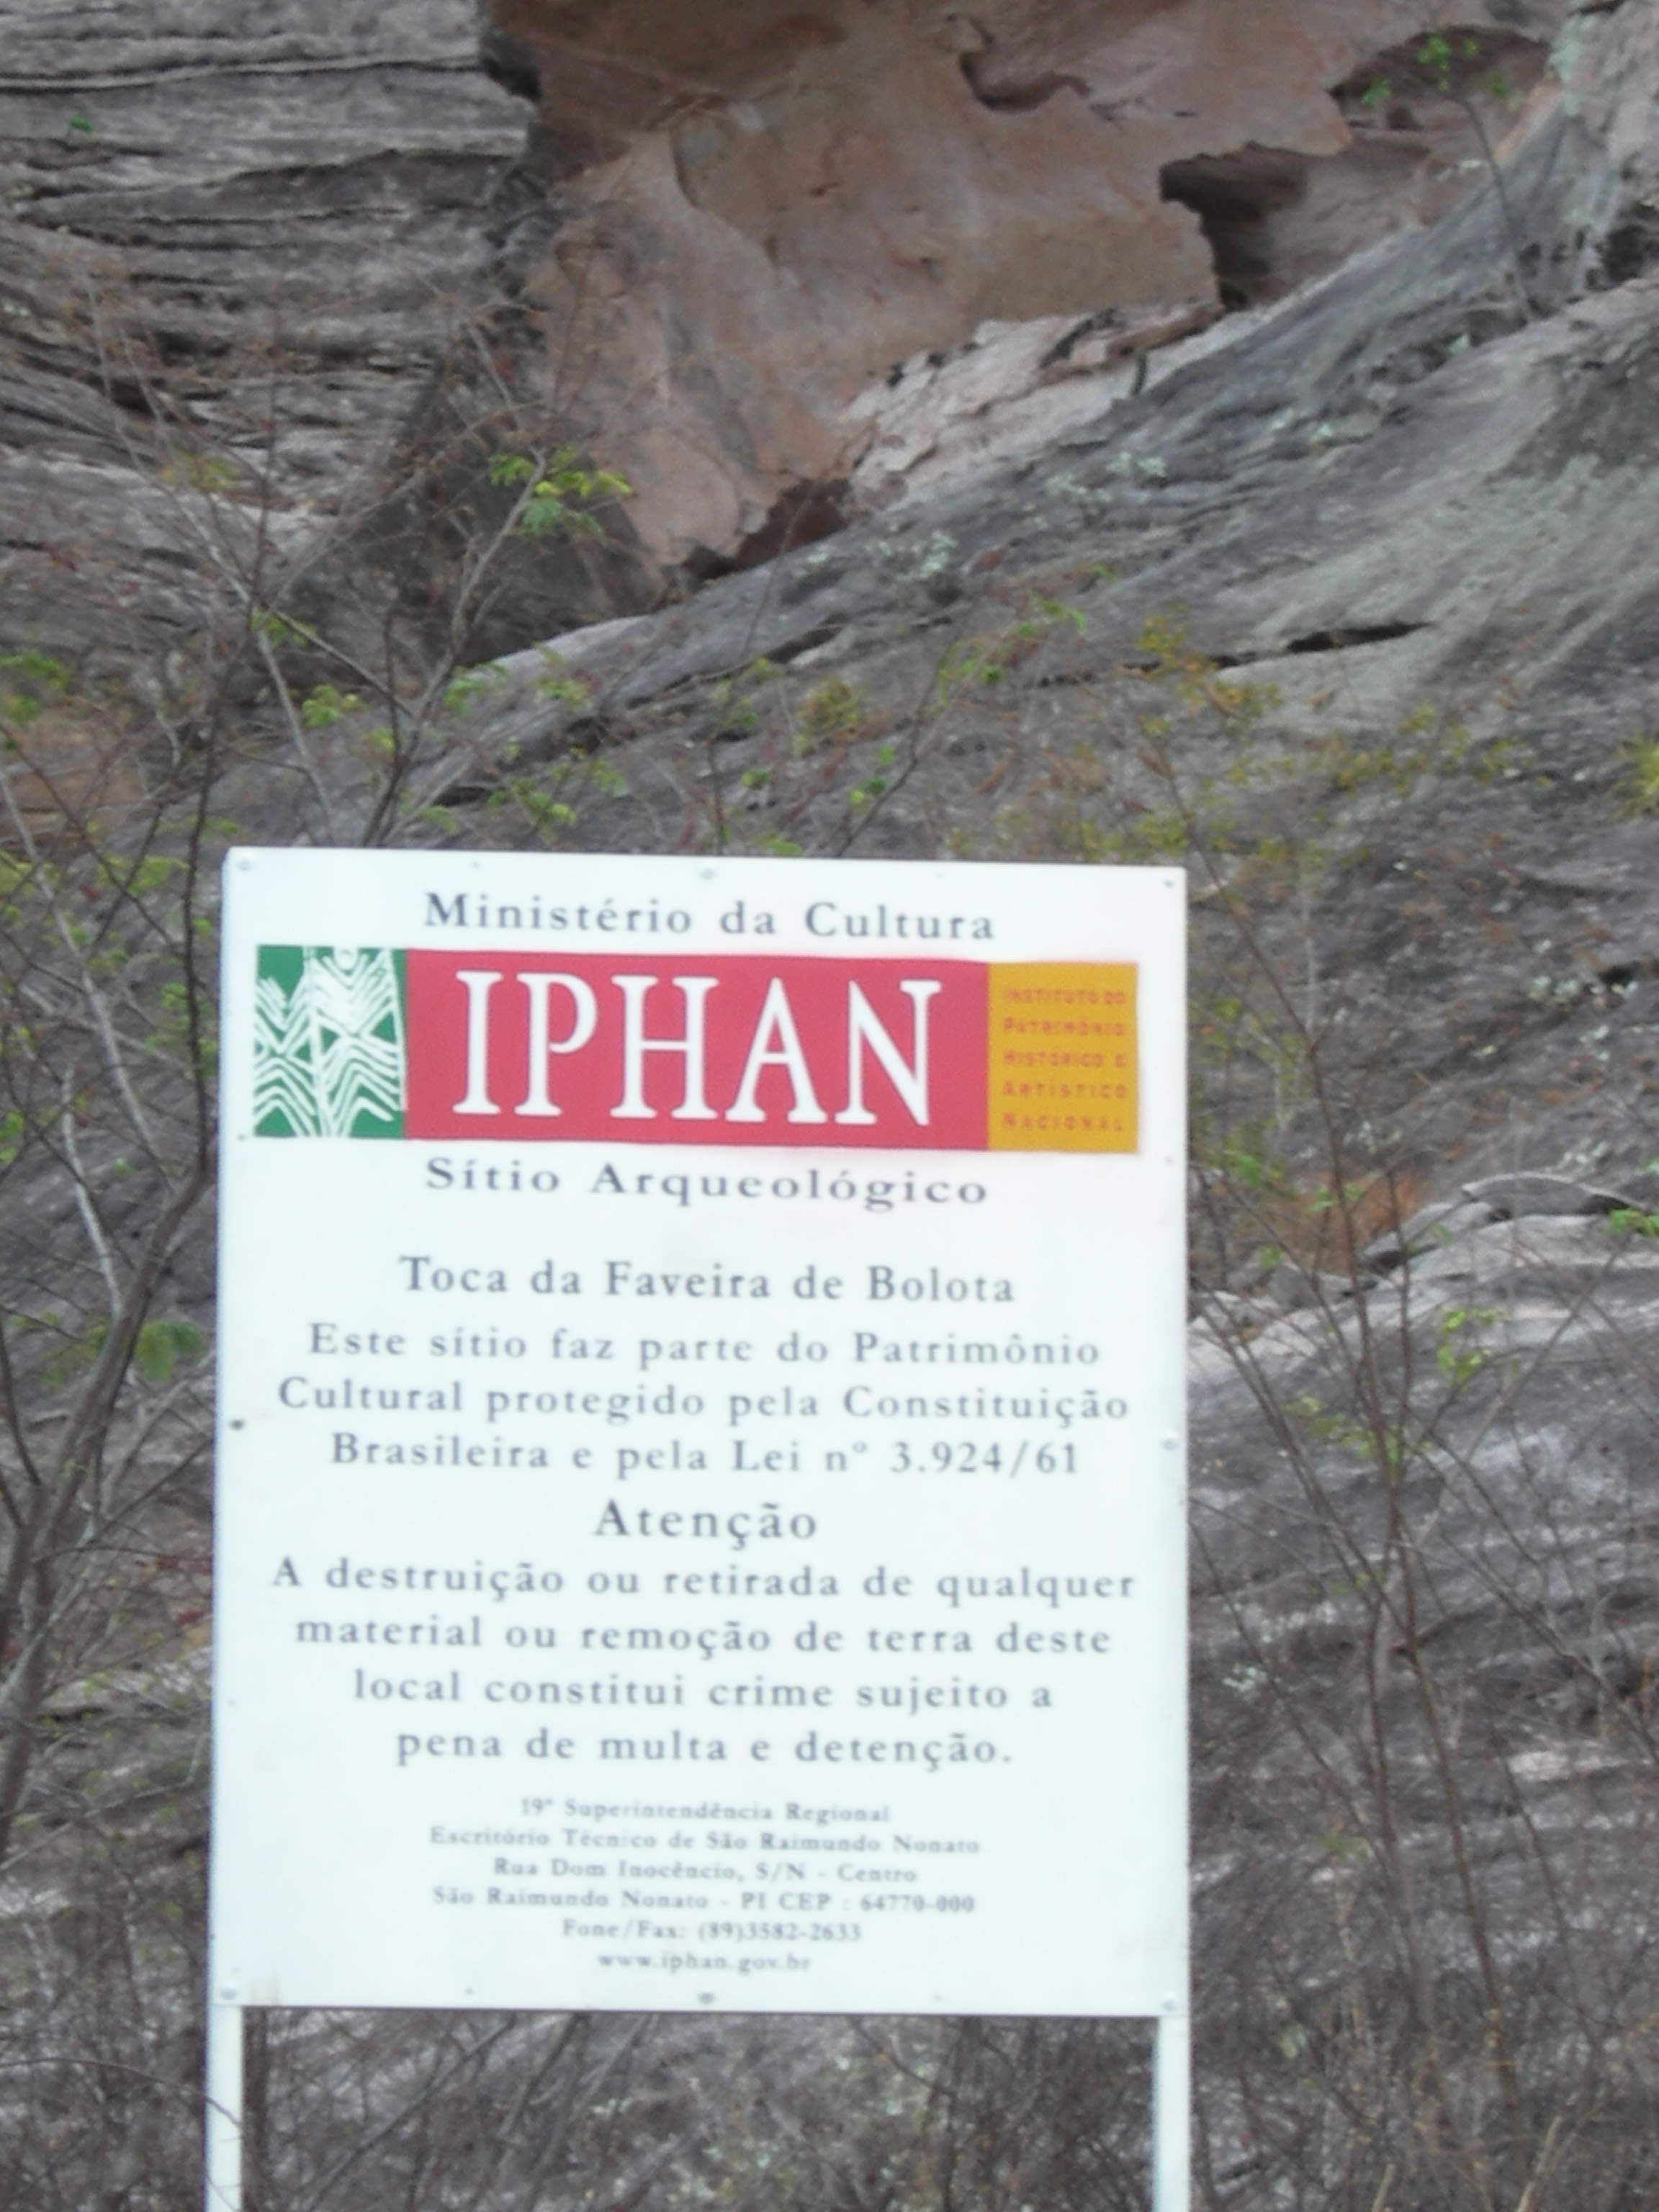 Ministério da Cultura
IPHAN
INSTITUTO DO
PATRIMÔNIO
HISTÓRICO E
ARTÍSTICO
NACIONAL
Sítio Arqueológico
Toca da Faveira de Bolota
Este sítio faz parte do Patrimônio
Cultural protegido pela Constituição
Brasileira e pela Lei nº 3.924/61
Atenção
A destruição ou retirada de qualquer
material ou remoção de terra deste
local constitui crime sujeito a
pena de multa e detenção.
19ª Superintendência Regional
Escritório Técnico de São Raimundo Nonato
Rua Dom Inocêncio, S/N - Centro
São Raimundo Nonato - PI CEP : 64770-000
Fone/Fax: (89)3582-2633
www.iphan.gov.br